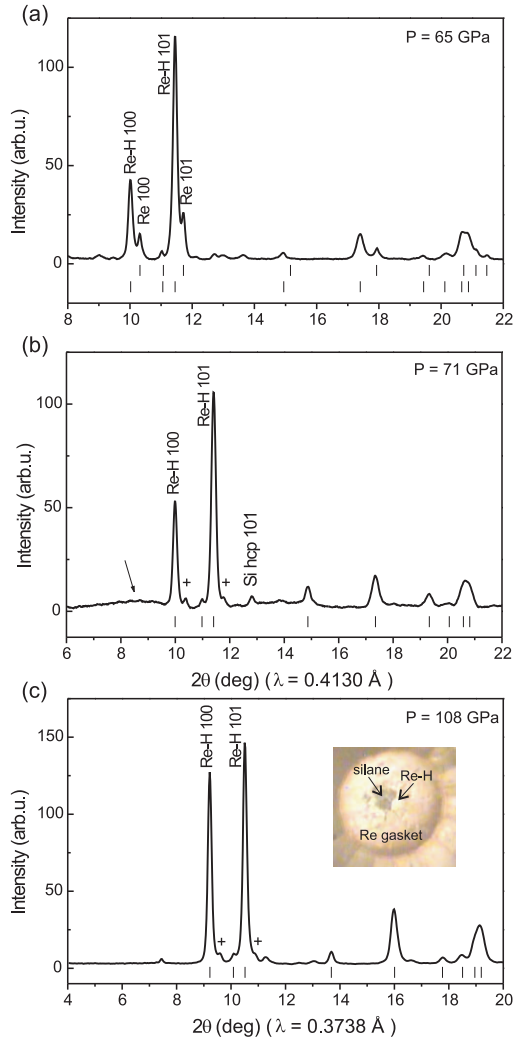 (a)
P = 65 GPa
Re-H 100
Re 100
Re-H 101
Re 101
Intensity (arb.u.)
100
50
0
8 10 12 14 16 18 20 22
(b)
P = 71 GPa
Re-H 100
+
Re-H 101
+
Si hcp 101
Intensity (arb.u.)
100
50
0
6 8 10 12 14 16 18 20 22
2θ (deg) ( λ = 0.4130 Å )
(c)
P = 108 GPa
Re-H 100
+
Re-H 101
+
silane
Re-H
Re gasket
Intensity (arb.u.)
150
100
50
0
4 6 8 10 12 14 16 18 20
2θ (deg) ( λ = 0.3738 Å )